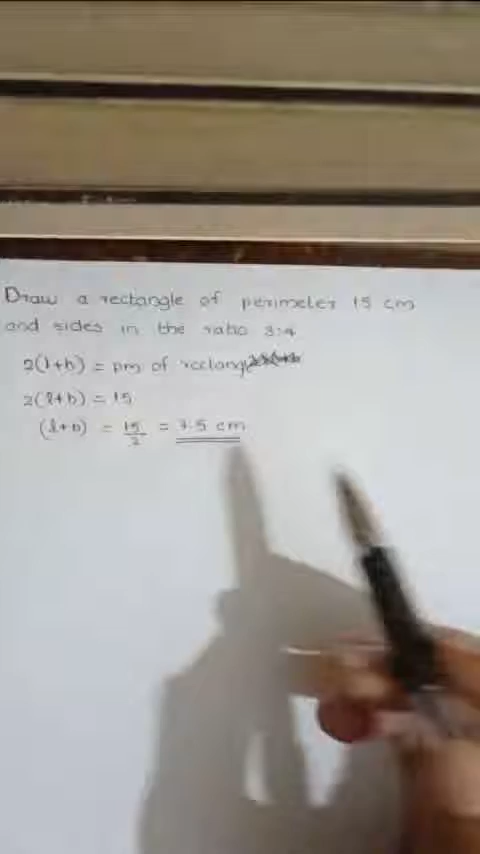 Draw a rectangle of perimeter 15 cm
and sides in the ratio 3:4
2(l+b) = pm of rectangle
2(l+b) = 15
(l+b) = 15/2 = 7.5 cm